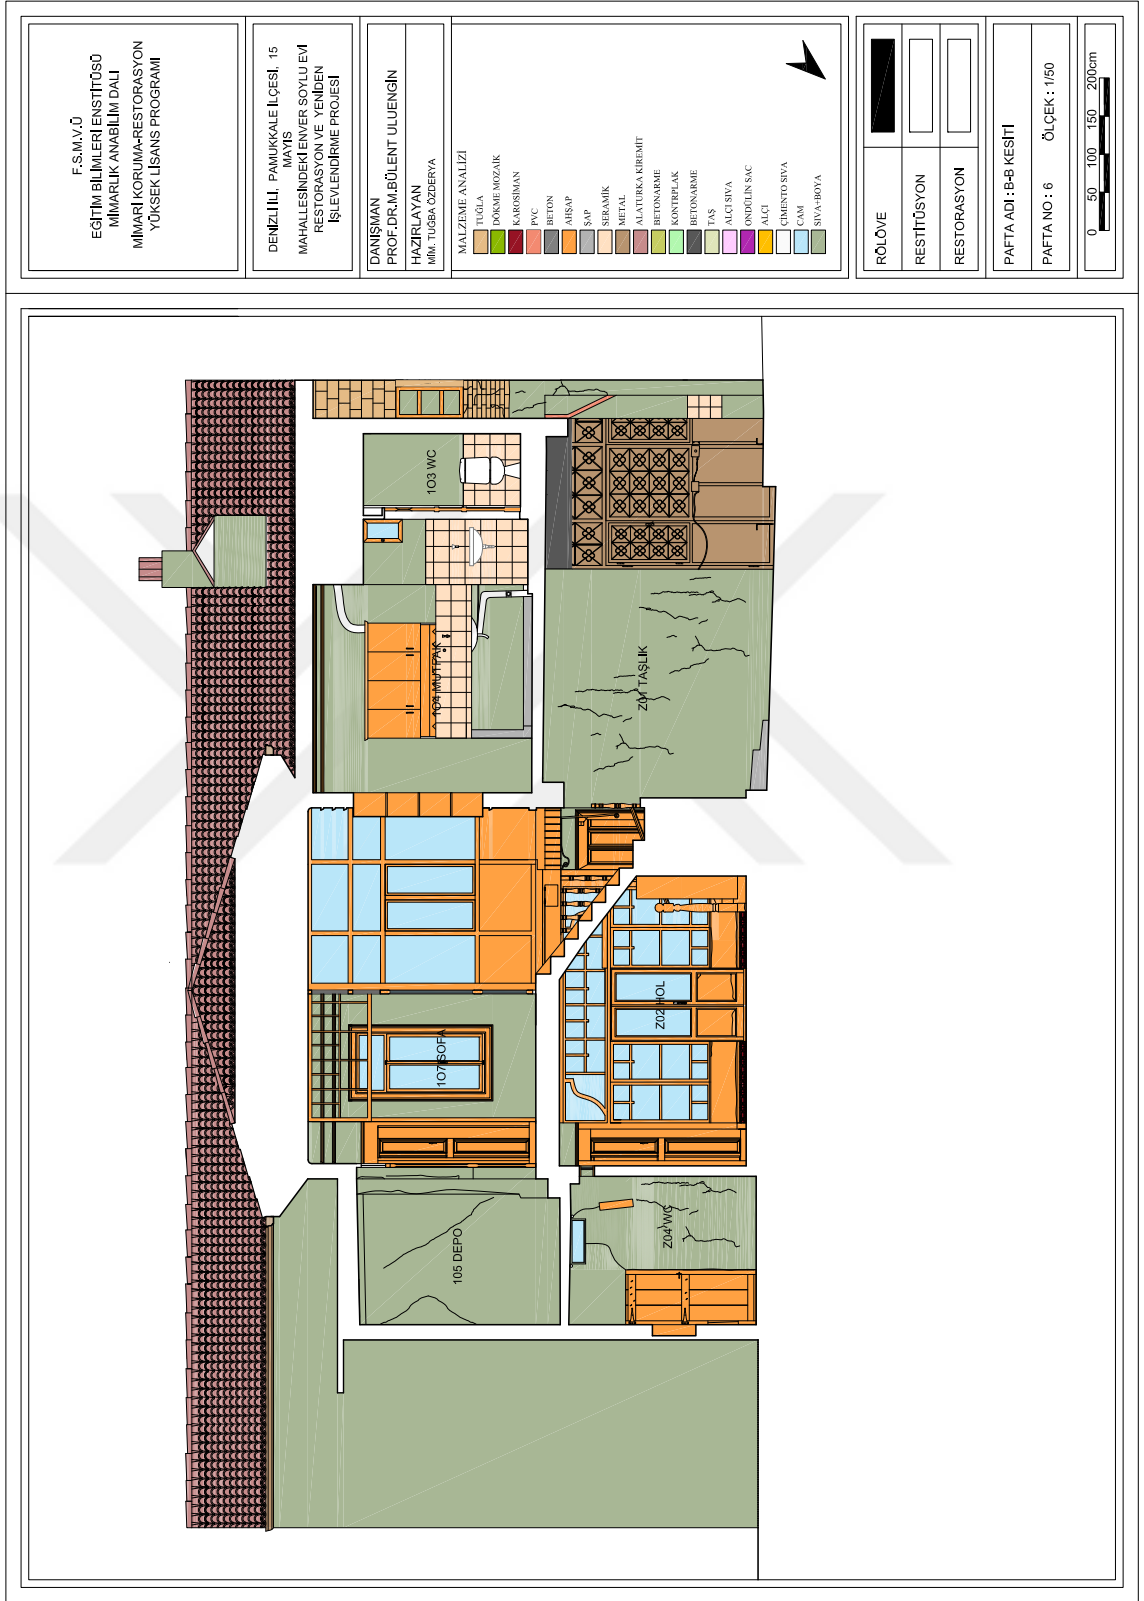 F.S.M.V.Ü
EĞİTİM BİLİMLERİ ENSTİTÜSÜ
MİMARLIK ANABİLİM DALI
MİMARİ KORUMA-RESTORASYON
YÜKSEK LİSANS PROGRAMI
DENİZLİ İLİ, PAMUKKALE İLÇESİ, 15
MAYIS
MAHALLESİNDEKİ ENVER SOYLU EVİ
RESTORASYON VE YENİDEN
İŞLEVLENDİRME PROJESİ
DANIŞMAN
PROF.DR.M.BÜLENT ULUENGİN
HAZIRLAYAN
MİM. TUĞBA ÖZDERYA
MALZEME ANALİZİ
TUĞLA
DÖKME MOZAİK
KAROSİMAN
PVC
BETON
AHŞAP
ŞAP
SERAMİK
METAL
ALATURKA KİREMİT
BETONARME
KONTRPLAK
BETONARME
TAŞ
ALÇI SIVA
ONDÜLİN SAC
ALÇI
ÇİMENTO SIVA
CAM
SIVA+BOYA
RÖLÖVE
RESTİTÜSYON
RESTORASYON
PAFTA ADI : B-B KESİTİ
PAFTA NO : 6 ÖLÇEK : 1/50
0 50 100 150 200cm
105 DEPO
107 SOFA
104 MUTFAK
103 WC
Z04 WC
Z02 HOL
Z01 TAŞLIK